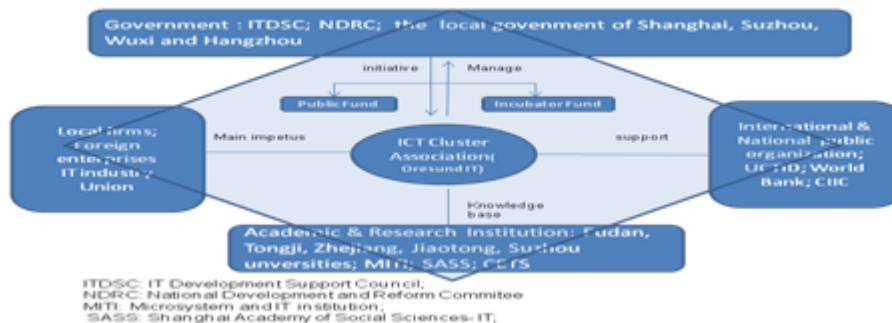 Government : ITDSC; NDRC; the local govenment of Shanghai, Suzhou,
Wuxi and Hangzhou
initiative
Manage
Public Fund
Incubator Fund
Local firms;
Foreign
enterprises
IT industry
Union
Main impetus
ICT Cluster
Association(
Oresund IT)
support
International &
National public
organization;
World
Bank; CIIC
Knowledge
base
Academic & Research Institution: Fudan,
Tongji, Zhejiang, Jiaotong, Suzhou
unversities; MITI; SASS;
ITDSC: IT Development Support Council;
NDRC: National Development and Reform Commitee
MITI: Microsystem and IT institution;
SASS: Shanghai Academy of Social Sciences- IT;